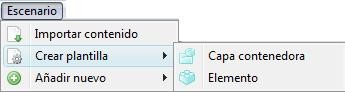 Escenario
Importar contenido
Crear plantilla
Capa contenedora
Añadir nuevo
Elemento